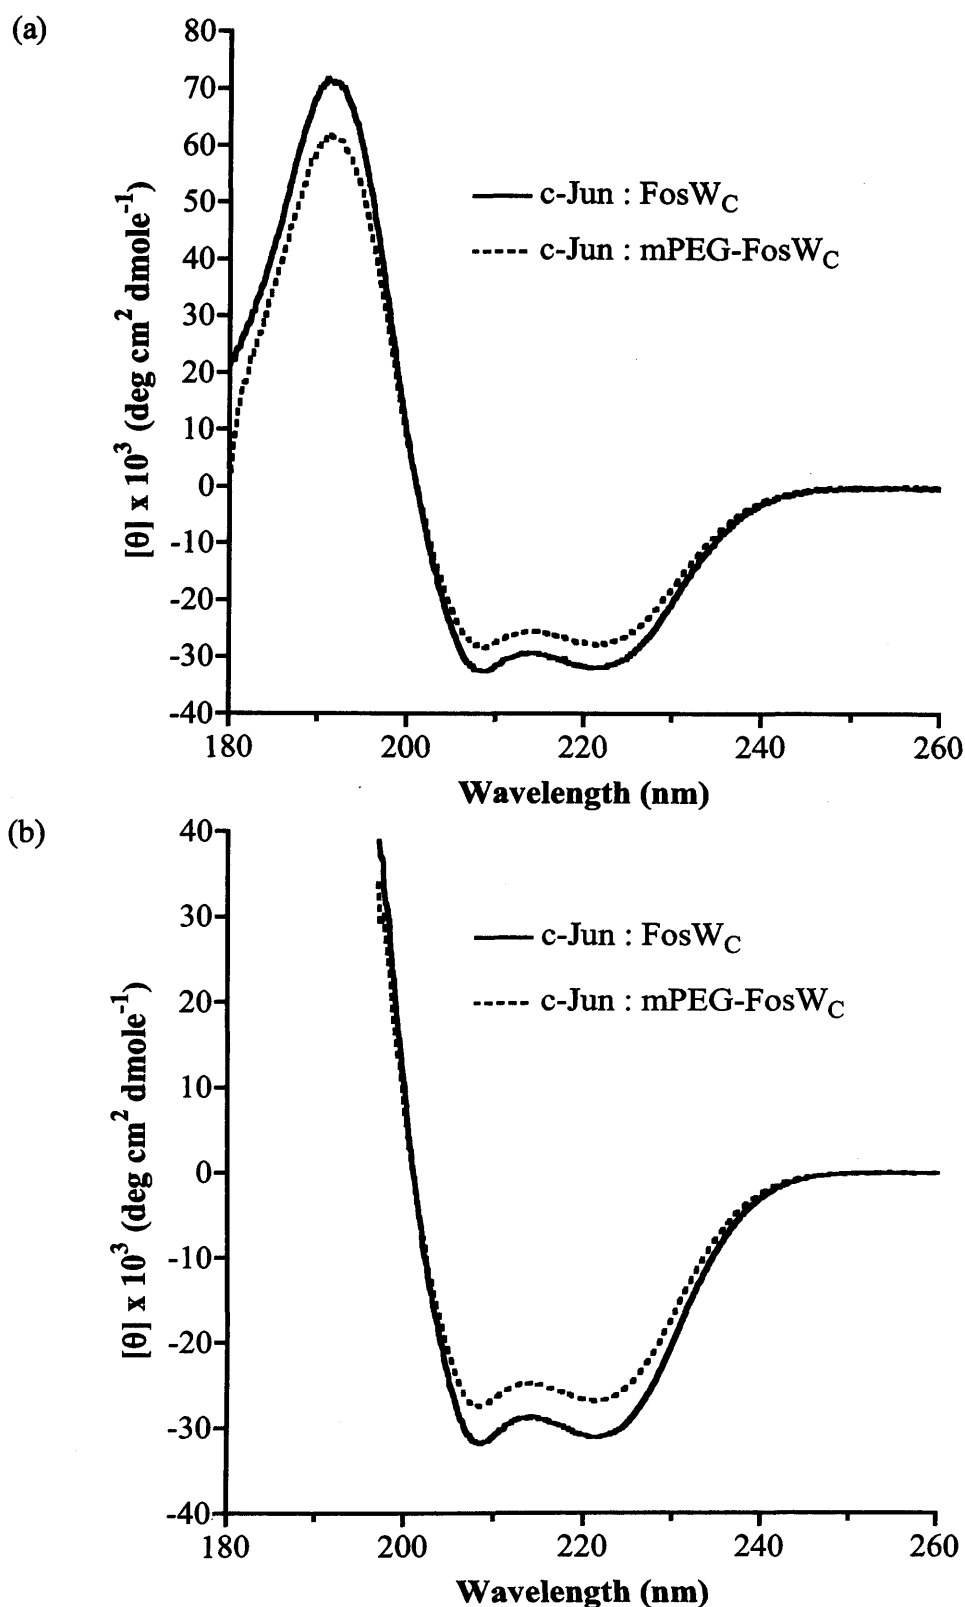 (a)
80
70
60
50
40
30
20
10
0
-10
-20
-30
-40
[θ] x 10³ (deg cm² dmole⁻¹)
c-Jun : FosW_C
c-Jun : mPEG-FosW_C
180 200 220 240 260
Wavelength (nm)
(b)
40
30
20
10
0
-10
-20
-30
-40
[θ] x 10³ (deg cm² dmole⁻¹)
c-Jun : FosW_C
c-Jun : mPEG-FosW_C
180 200 220 240 260
Wavelength (nm)